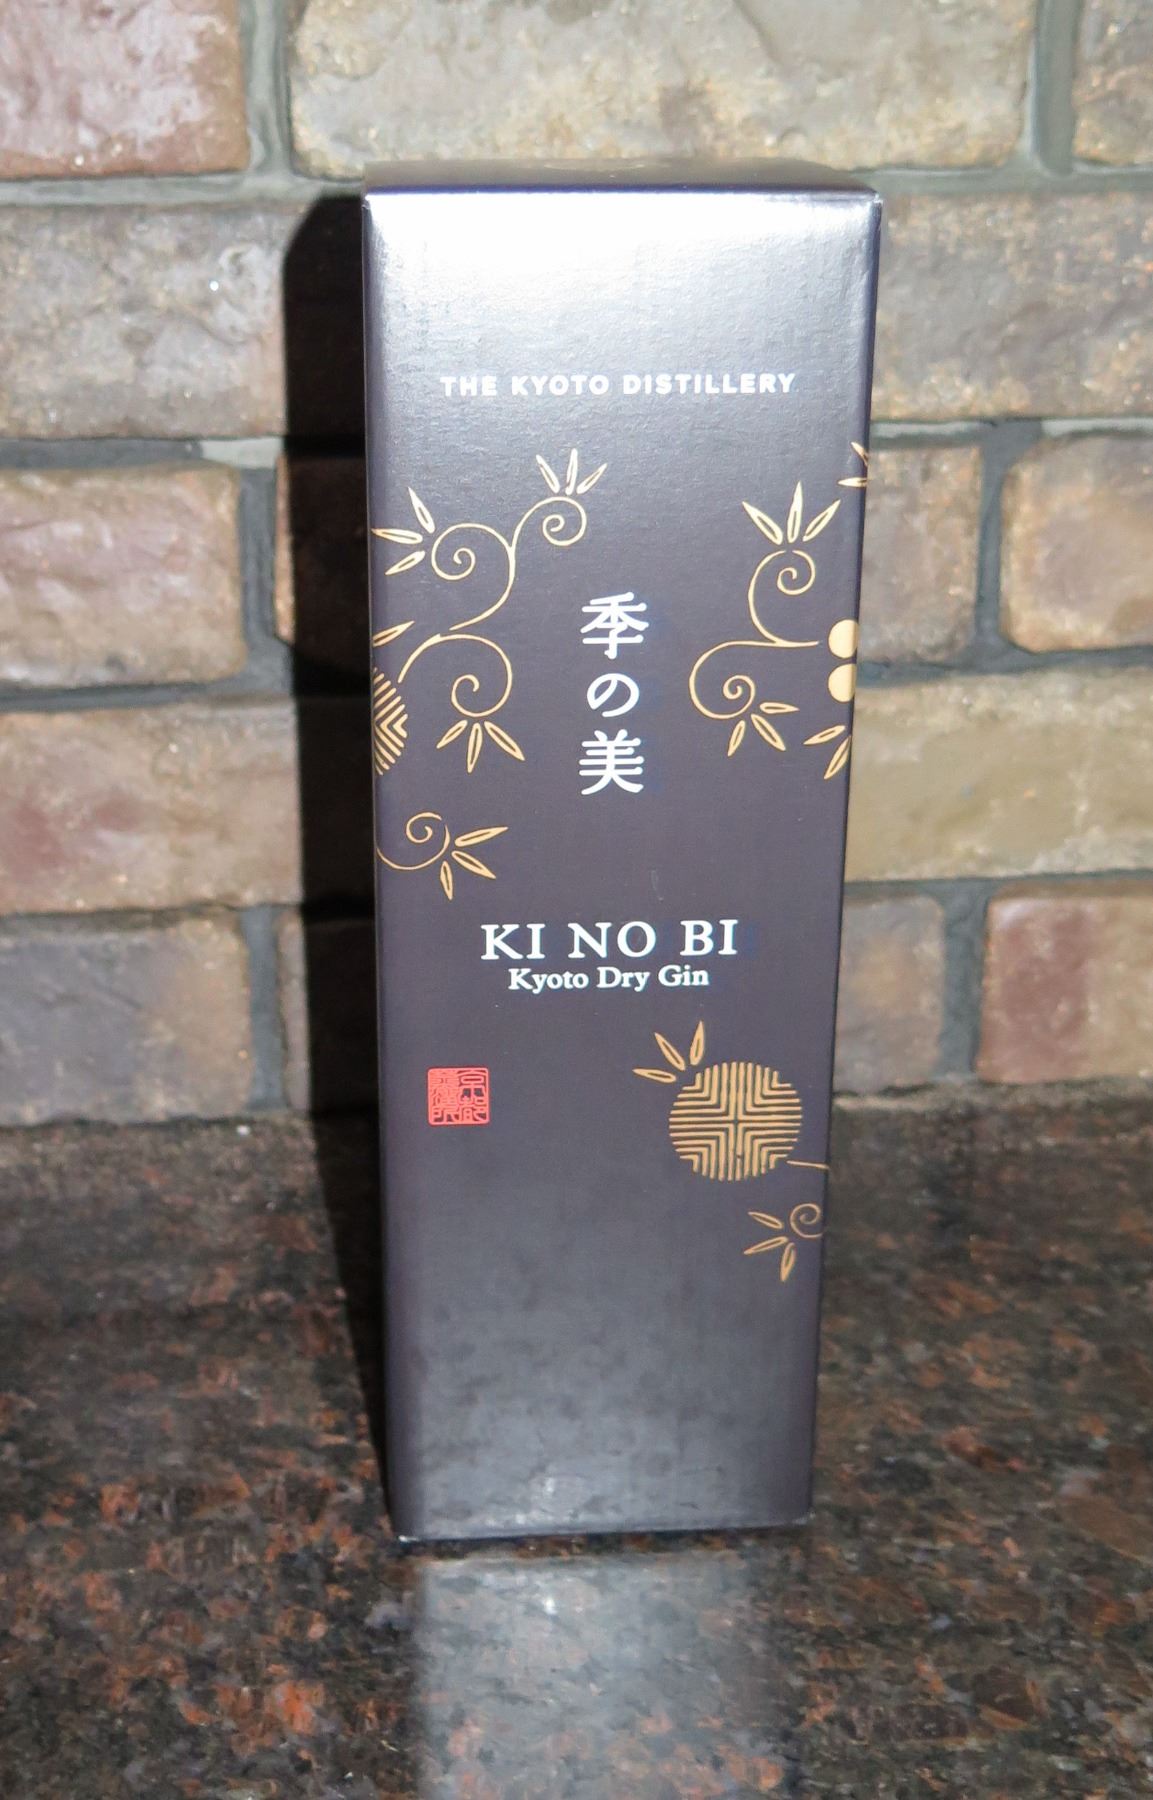 THE KYOTO DISTILLERY
季の美
KI NO BI
Kyoto Dry Gin